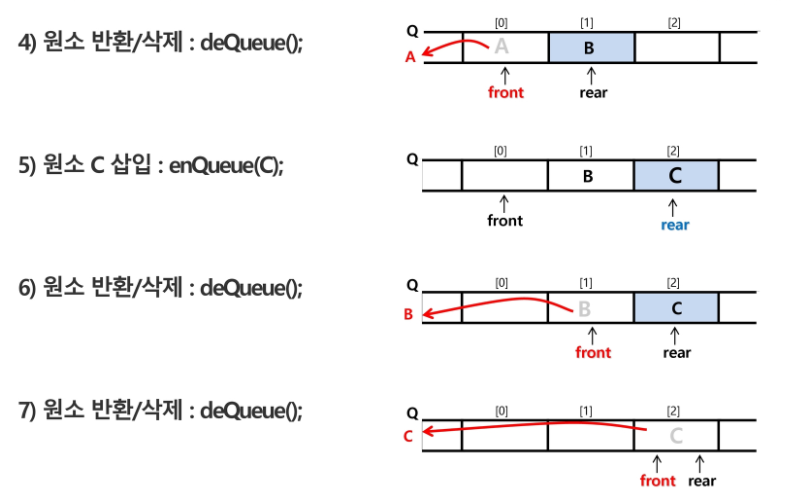 4) 원소 반환/삭제 : deQueue();
Q [0] [1] [2]
A A B
front rear
5) 원소 C 삽입 : enQueue(C);
Q [0] [1] [2]
B C
front rear
6) 원소 반환/삭제 : deQueue();
Q [0] [1] [2]
B B C
front rear
7) 원소 반환/삭제 : deQueue();
Q [0] [1] [2]
C C
front rear